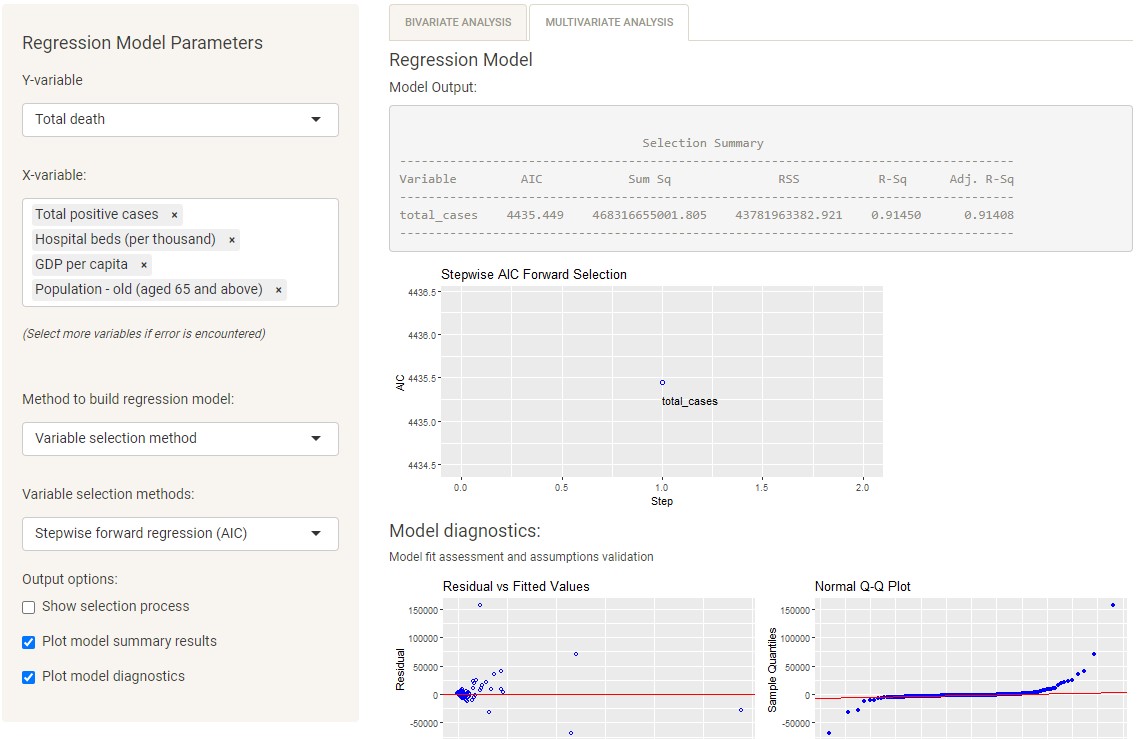 Regression Model Parameters
Y-variable
Total death
X-variable:
Total positive cases ×
Hospital beds (per thousand) ×
GDP per capita ×
Population - old (aged 65 and above) ×
(Select more variables if error is encountered)
Method to build regression model:
Variable selection method
Variable selection methods:
Stepwise forward regression (AIC)
Output options:
Show selection process
Plot model summary results
Plot model diagnostics
BIVARIATE ANALYSIS
MULTIVARIATE ANALYSIS
Regression Model
Model Output:
Selection Summary
Variable AIC Sum Sq RSS R-Sq Adj. R-Sq
total_cases 4435.449 468316655001.805 43781963382.921 0.91450 0.91408
Stepwise AIC Forward Selection
4436.5
4436.0
4435.5
4435.0
4434.5
AIC
total_cases
0.0 0.5 1.0 1.5 2.0
Step
Model diagnostics:
Model fit assessment and assumptions validation
Residual vs Fitted Values
150000
100000
50000
0
-50000
Residual
Normal Q-Q Plot
150000
100000
50000
0
-50000
Sample Quantiles